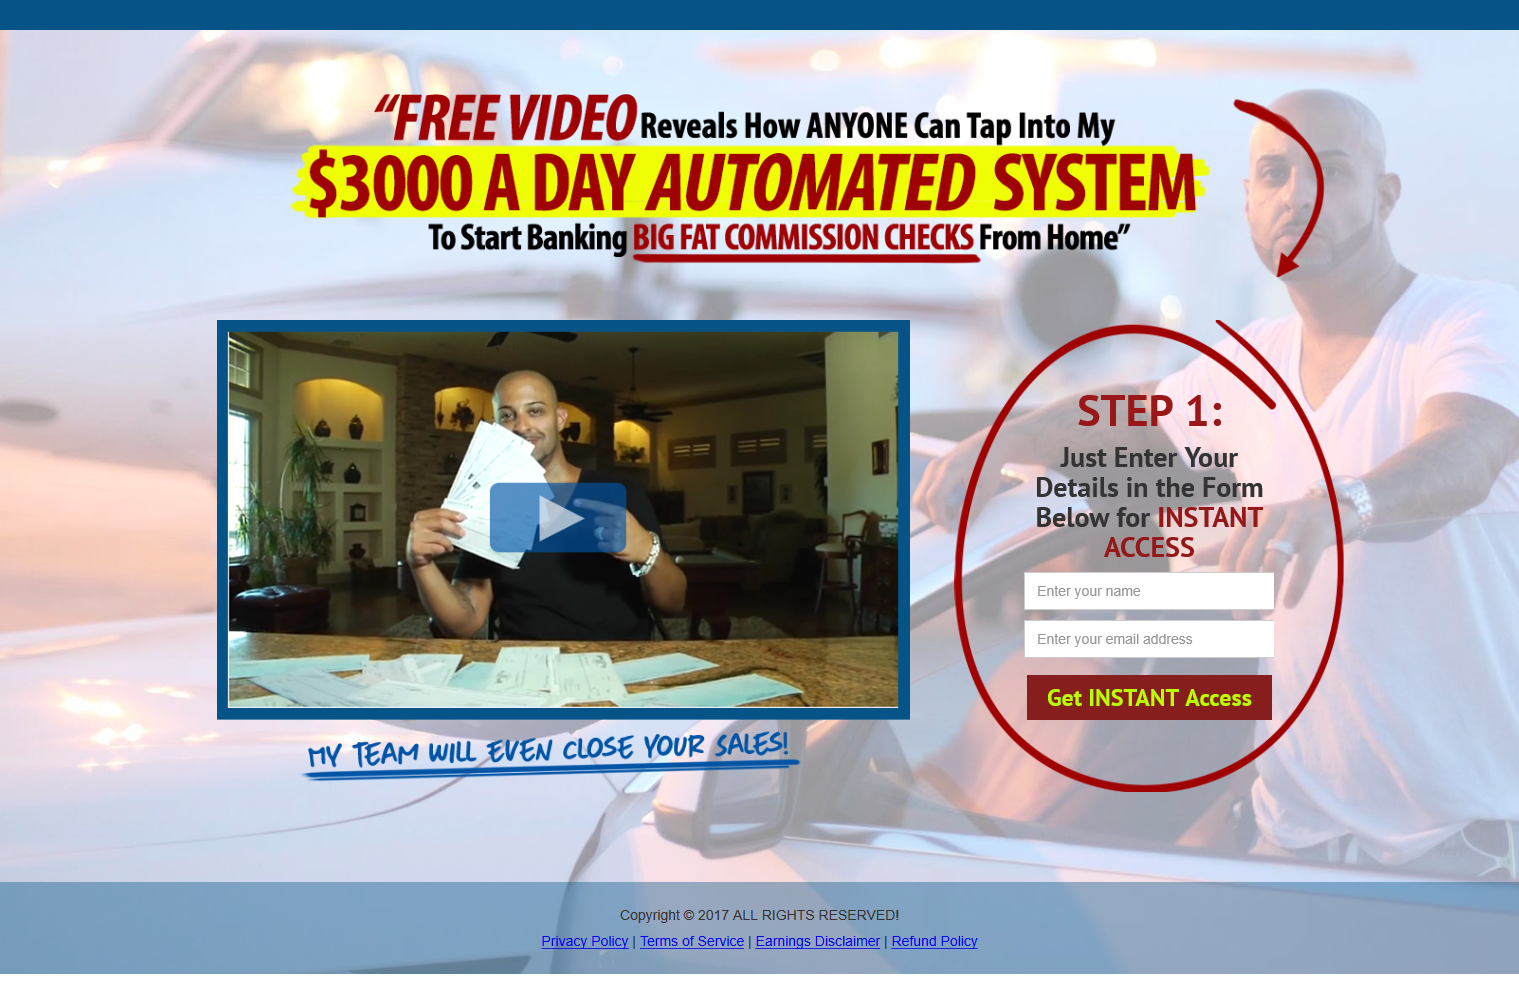 “FREE VIDEO Reveals How ANYONE Can Tap Into My
$3000 A DAY AUTOMATED SYSTEM
To Start Banking BIG FAT COMMISSION CHECKS From Home”
STEP 1:
Just Enter Your
Details in the Form
Below for INSTANT
ACCESS
Enter your name
Enter your email address
Get INSTANT Access
MY TEAM WILL EVEN CLOSE YOUR SALES!
Copyright © 2017 ALL RIGHTS RESERVED!
Privacy Policy | Terms of Service | Earnings Disclaimer | Refund Policy